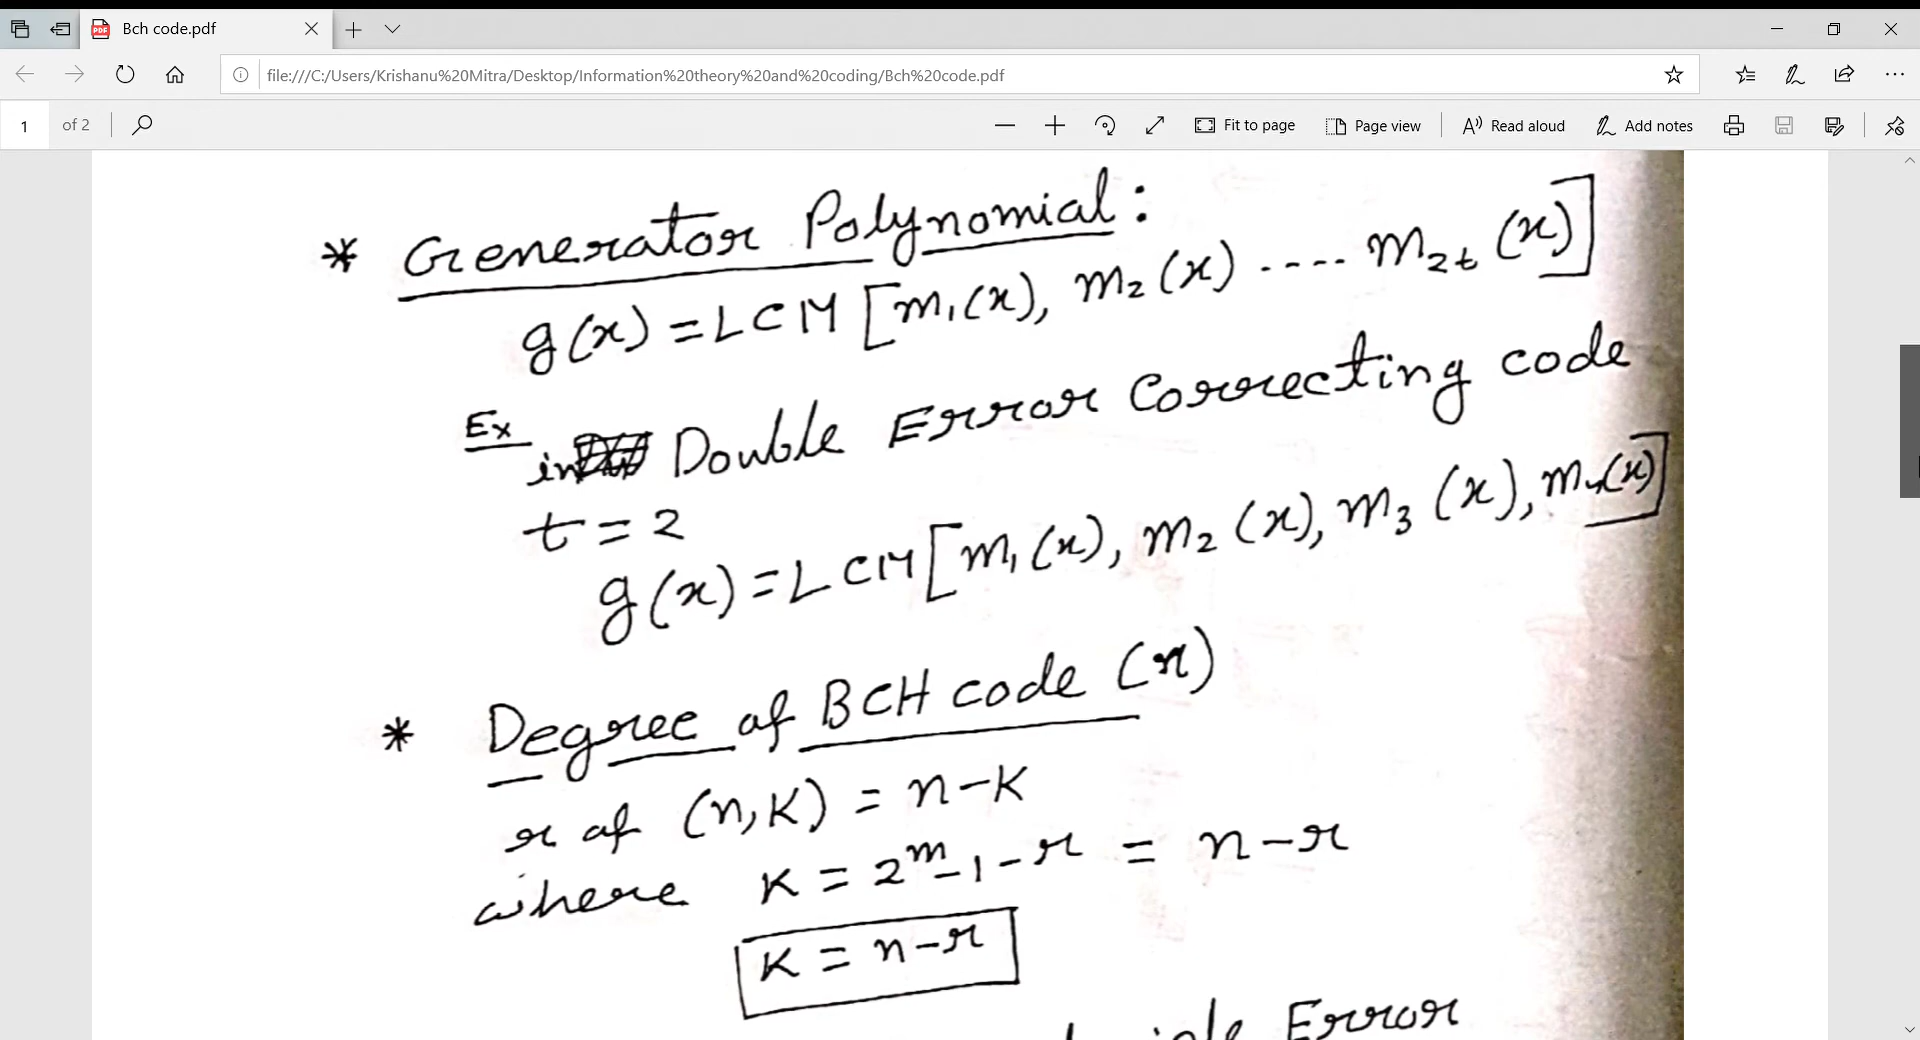 Bch code.pdf
file:///C:/Users/Krishanu%20Mitra/Desktop/Information%20theory%20and%20coding/Bch%20code.pdf
1 of 2 Fit to page Page view Read aloud Add notes
* Generator Polynomial:
g(x) = LCM [m₁(x), m₂(x) ---- m₂ₜ(x)]
Ex
in Double Error Correcting code
t = 2
g(x) = LCM [m₁(x), m₂(x), m₃(x), m₄(x)]
* Degree of BCH code (r)
r of (n,K) = n-K
where K = 2ᵐ-1-r = n-r
K = n-r
Error